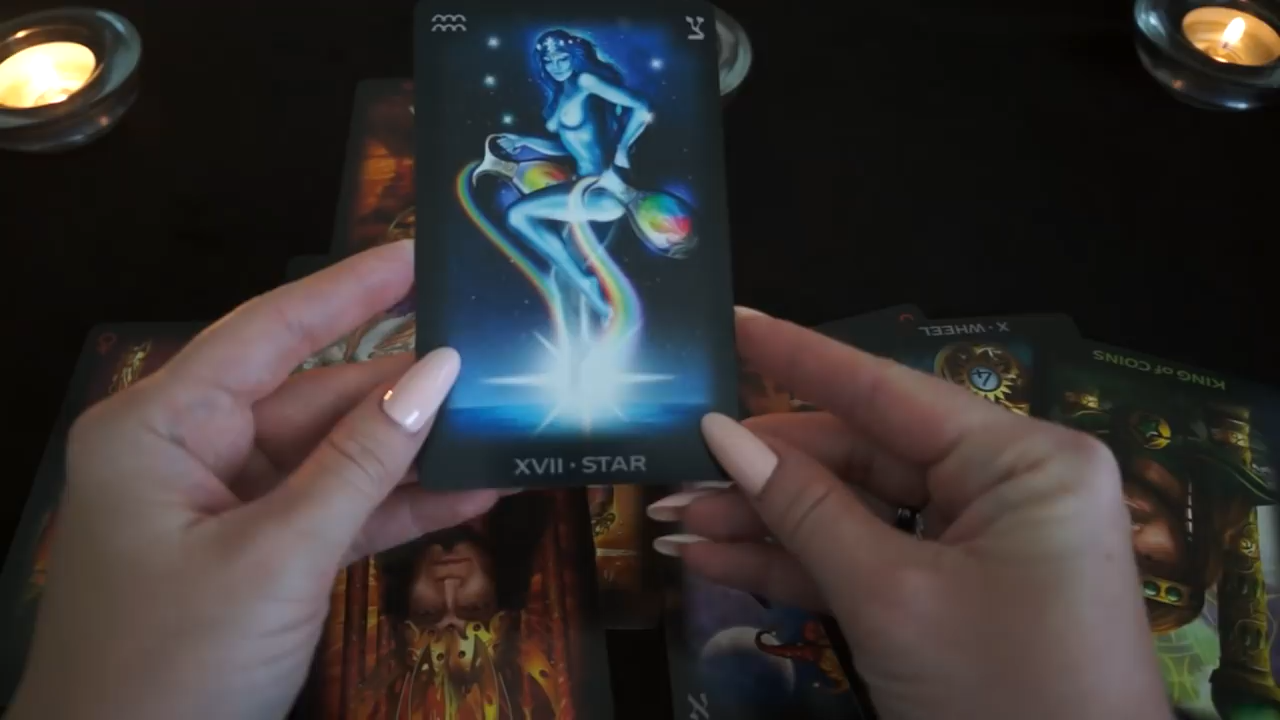 צ
XVII • STAR
X • WHEEL
KING of COINS